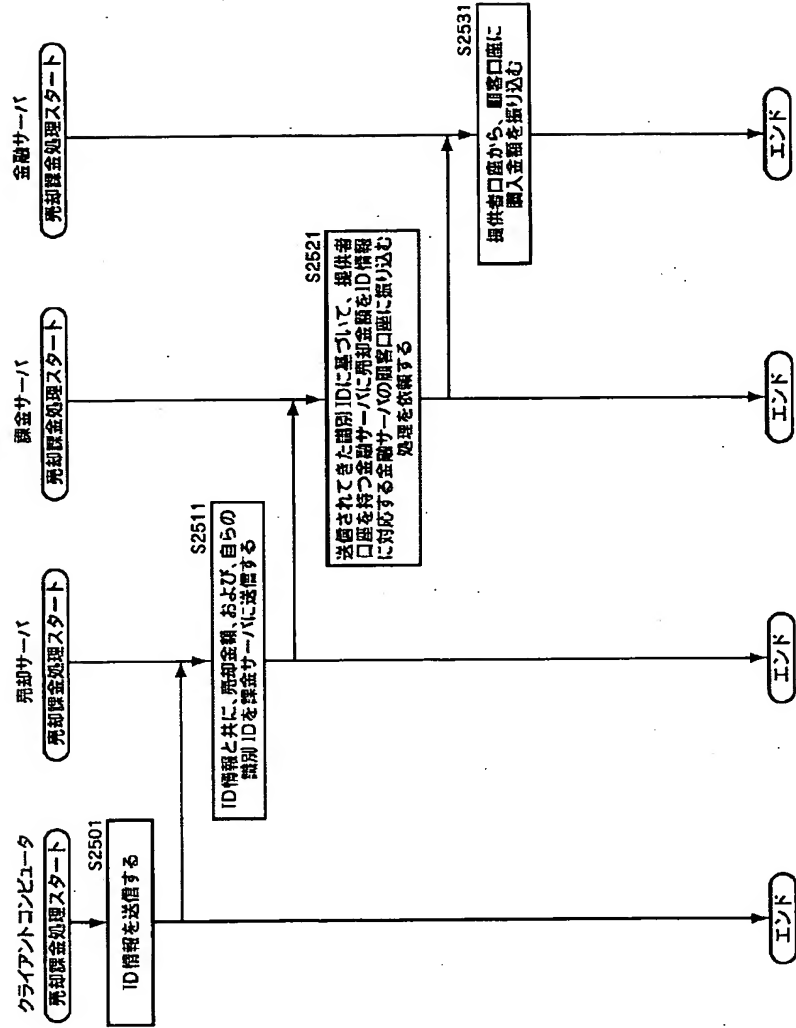 クライアントコンピュータ
売却課金処理スタート
S2501
ID情報を送信する
エンド
売却サーバ
売却課金処理スタート
S2511
ID情報と共に、売却金額、および、自らの
識別IDを課金サーバに送信する
エンド
課金サーバ
売却課金処理スタート
S2521
送信されてきた識別IDに基づいて、提供者
口座を持つ金融サーバに売却金額をID情報
に対応する金融サーバの顧客口座に振り込む
処理を依頼する
エンド
金融サーバ
売却課金処理スタート
S2531
提供者口座から、顧客口座に
購入金額を振り込む
エンド